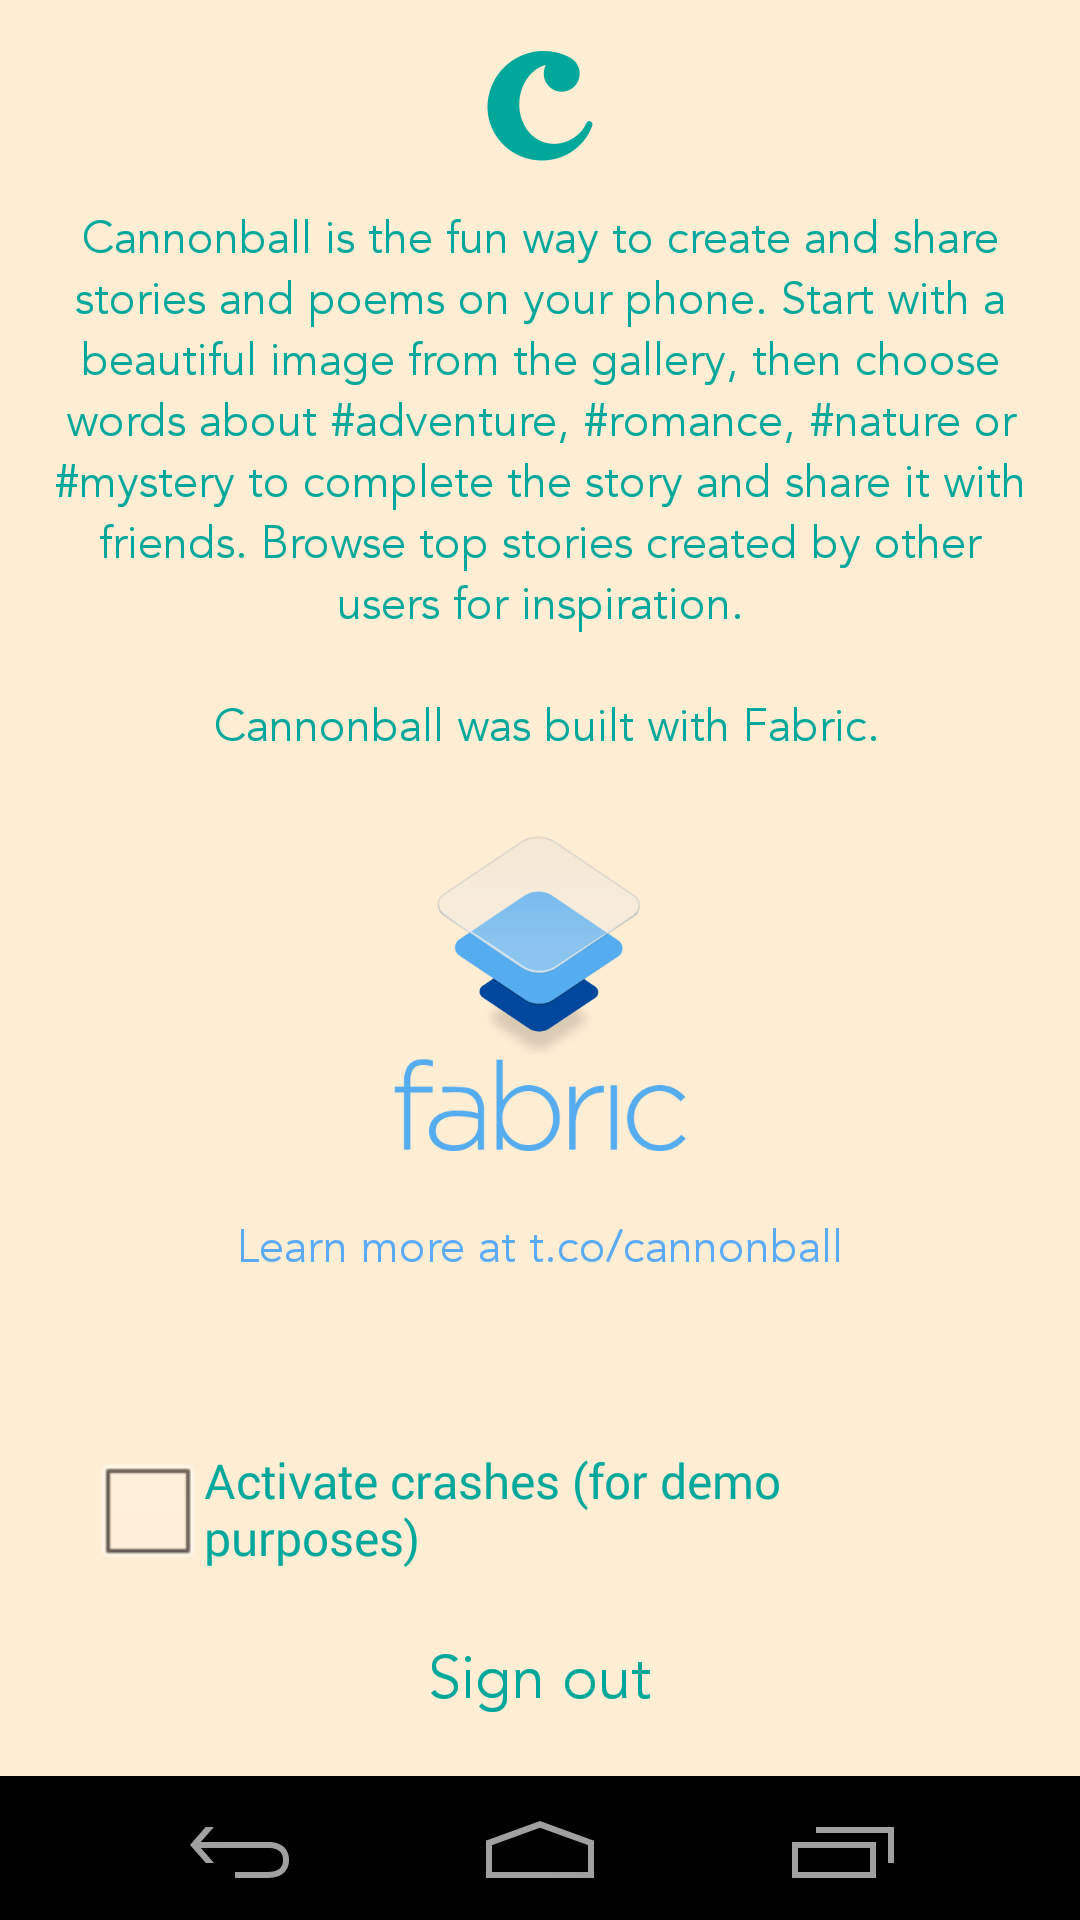 C
Cannonball is the fun way to create and share
stories and poems on your phone. Start with a
beautiful image from the gallery, then choose
words about #adventure, #romance, #nature or
#mystery to complete the story and share it with
friends. Browse top stories created by other
users for inspiration.
Cannonball was built with Fabric.
fabric
Learn more at t.co/cannonball
Activate crashes (for demo
purposes)
Sign out